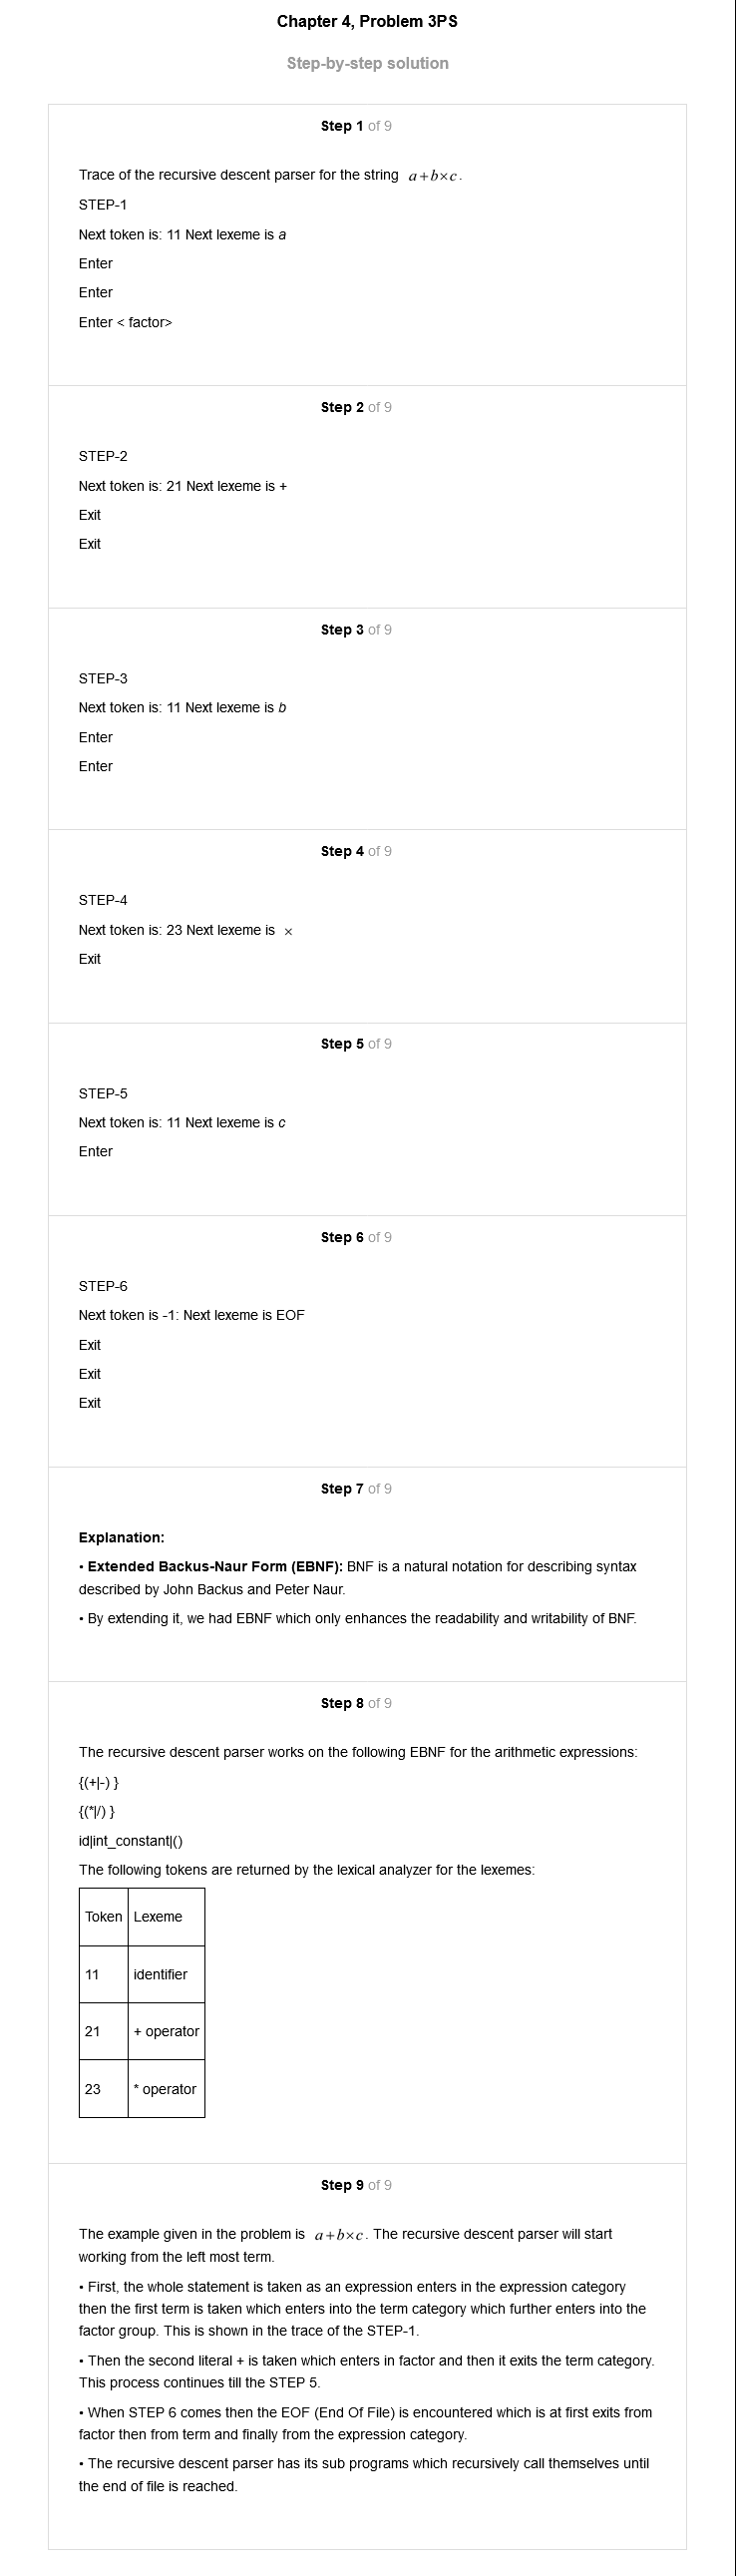 Chapter 4, Problem 3PS
Step-by-step solution
Step 1 of 9
Trace of the recursive descent parser for the string a+b×c.
STEP-1
Next token is: 11 Next lexeme is a
Enter
Enter
Enter < factor>
Step 2 of 9
STEP-2
Next token is: 21 Next lexeme is +
Exit
Exit
Step 3 of 9
STEP-3
Next token is: 11 Next lexeme is b
Enter
Enter
Step 4 of 9
STEP-4
Next token is: 23 Next lexeme is ×
Exit
Step 5 of 9
STEP-5
Next token is: 11 Next lexeme is c
Enter
Step 6 of 9
STEP-6
Next token is -1: Next lexeme is EOF
Exit
Exit
Exit
Step 7 of 9
Explanation:
• Extended Backus-Naur Form (EBNF): BNF is a natural notation for describing syntax
described by John Backus and Peter Naur.
• By extending it, we had EBNF which only enhances the readability and writability of BNF.
Step 8 of 9
The recursive descent parser works on the following EBNF for the arithmetic expressions:
{(+|-) }
{(*|/) }
id|int_constant|()
The following tokens are returned by the lexical analyzer for the lexemes:
Token Lexeme
11 identifier
21 + operator
23 * operator
Step 9 of 9
The example given in the problem is a+b×c. The recursive descent parser will start
working from the left most term.
• First, the whole statement is taken as an expression enters in the expression category
then the first term is taken which enters into the term category which further enters into the
factor group. This is shown in the trace of the STEP-1.
• Then the second literal + is taken which enters in factor and then it exits the term category.
This process continues till the STEP 5.
• When STEP 6 comes then the EOF (End Of File) is encountered which is at first exits from
factor then from term and finally from the expression category.
• The recursive descent parser has its sub programs which recursively call themselves until
the end of file is reached.